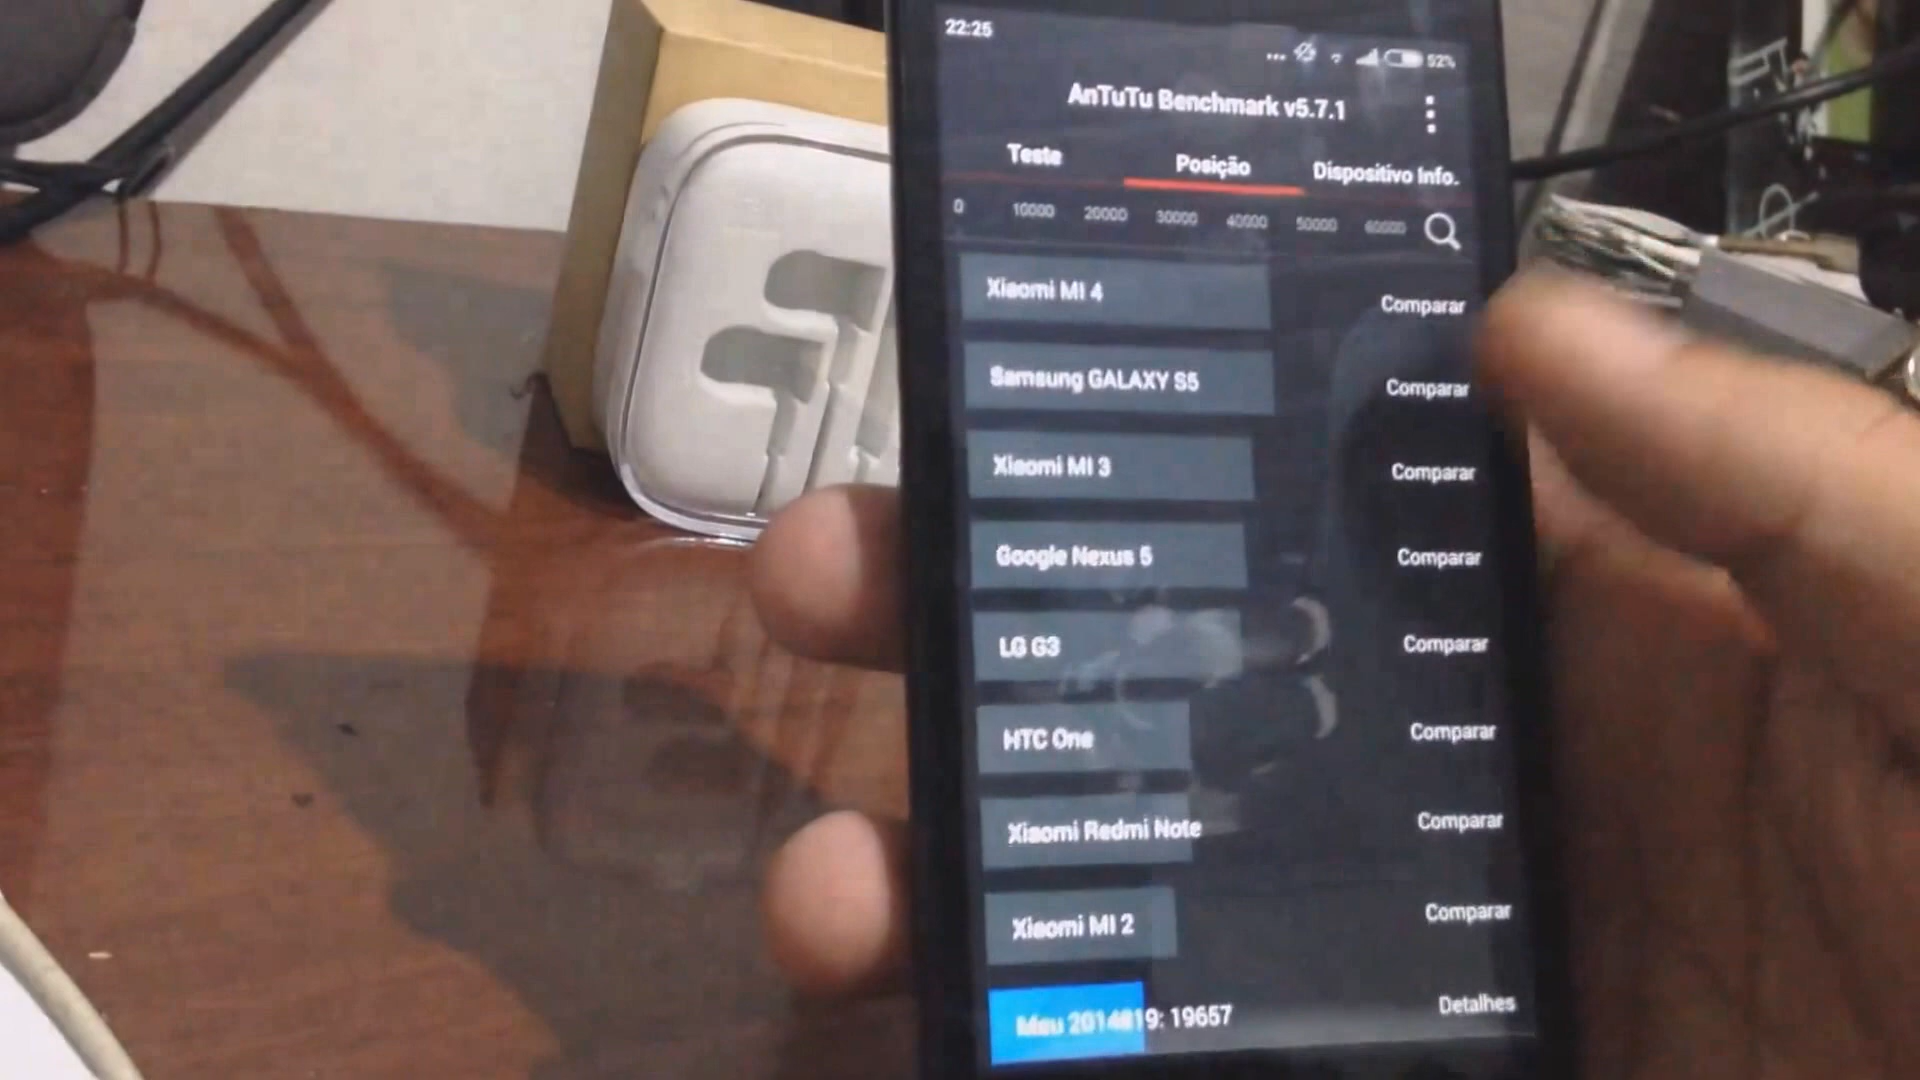 22:25
... 52%
AnTuTu Benchmark v5.7.1
Teste Posição Dispositivo Info.
0 10000 20000 30000 40000 50000 60000
Xiaomi MI 4 Comparar
Samsung GALAXY S5 Comparar
Xiaomi MI 3 Comparar
Google Nexus 5 Comparar
LG G3 Comparar
HTC One Comparar
Xiaomi Redmi Note Comparar
Xiaomi MI 2 Comparar
Meu 2014819: 19657 Detalhes